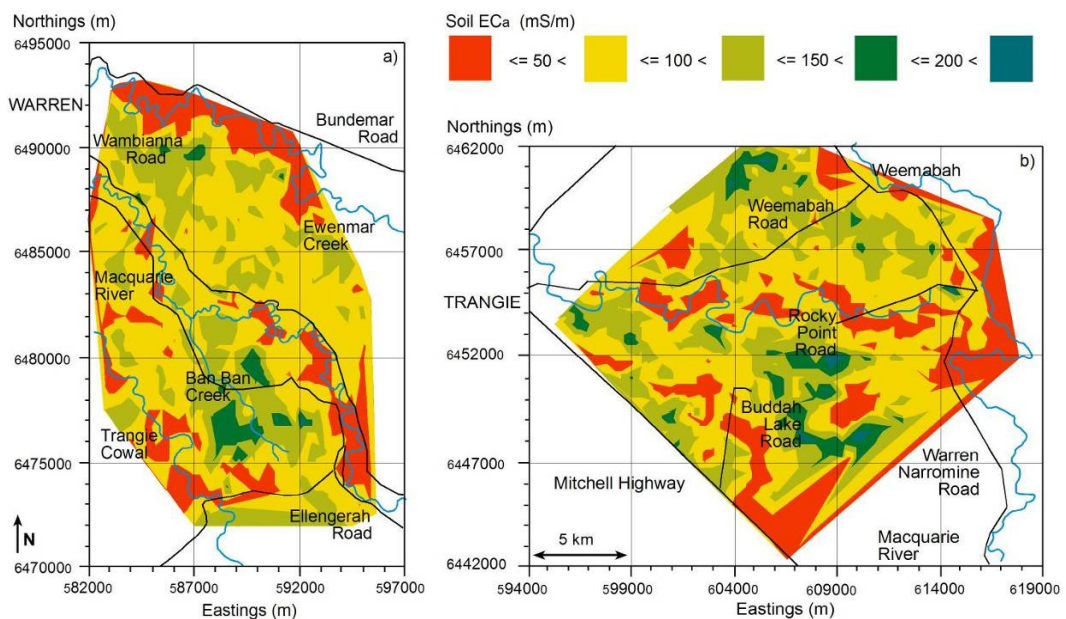 Northings (m)
6495000
a)
WARREN
Bundemar
Road
Wambianna
Road
6490000
Ewenmar
Creek
6485000
Macquarie
River
6480000
Ban Ban
Creek
Trangie
Cowal
6475000
Ellengerah
Road
N
6470000
582000 587000 592000 597000
Eastings (m)
Soil ECa (mS/m)
<= 50 < <= 100 < <= 150 < <= 200 <
Northings (m)
6462000
b)
Weemabah
Weemabah
Road
6457000
TRANGIE
Rocky
Point
Road
6452000
Buddah
Lake
Road
Warren
Narromine
Road
6447000
Mitchell Highway
5 km
Macquarie
River
6442000
594000 599000 604000 609000 614000 619000
Eastings (m)